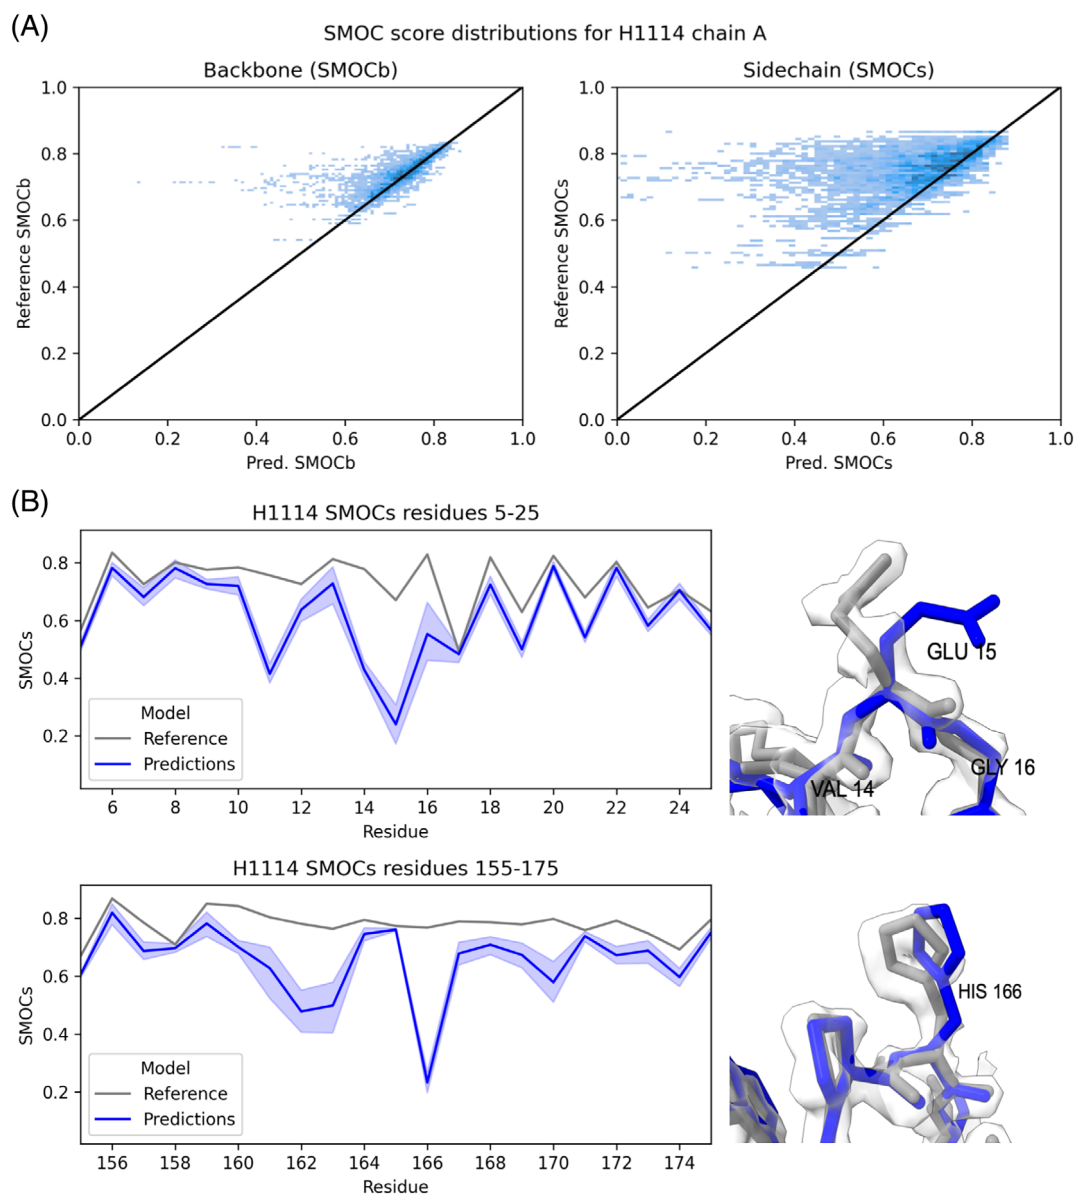 (A)
SMOC score distributions for H1114 chain A
Backbone (SMOCb)
Sidechain (SMOCs)
1.0
0.8
0.6
0.4
0.2
0.0
Reference SMOCb
0.0 0.2 0.4 0.6 0.8 1.0
Pred. SMOCb
1.0
0.8
0.6
0.4
0.2
0.0
Reference SMOCs
0.0 0.2 0.4 0.6 0.8 1.0
Pred. SMOCs
(B)
H1114 SMOCs residues 5-25
0.8
0.6
0.4
0.2
SMOCs
Model
Reference
Predictions
6 8 10 12 14 16 18 20 22 24
Residue
GLU 15
GLY 16
VAL 14
H1114 SMOCs residues 155-175
0.8
0.6
0.4
0.2
SMOCs
Model
Reference
Predictions
156 158 160 162 164 166 168 170 172 174
Residue
HIS 166